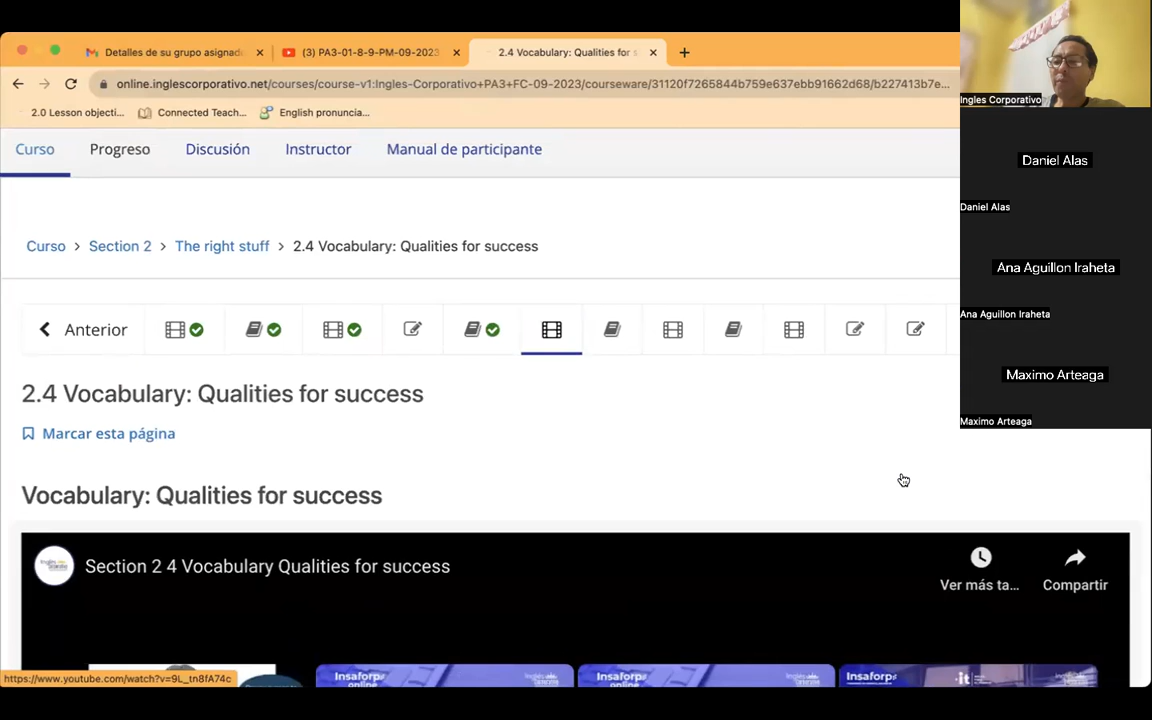 Detalles de su grupo asignad
(3) PA3-01-8-9-PM-09-2023
2.4 Vocabulary: Qualities for s
online.inglescorporativo.net/courses/course-v1:Ingles-Corporativo+PA3+FC-09-2023/courseware/31120f7265844b759e637ebb91662d68/b227413b7e...
2.0 Lesson objecti...
Connected Teach...
English pronuncia...
Curso
Progreso
Discusión
Instructor
Manual de participante
Curso > Section 2 > The right stuff > 2.4 Vocabulary: Qualities for success
Anterior
2.4 Vocabulary: Qualities for success
Marcar esta página
Vocabulary: Qualities for success
Section 2 4 Vocabulary Qualities for success
Ver más ta...
Compartir
Insaforp
online
Insaforp
online
Insaforp
https://www.youtube.com/watch?v=9L_tn8fA74c
Ingles Corporativo
Daniel Alas
Daniel Alas
Ana Aguillon Iraheta
Ana Aguillon Iraheta
Maximo Arteaga
Maximo Arteaga